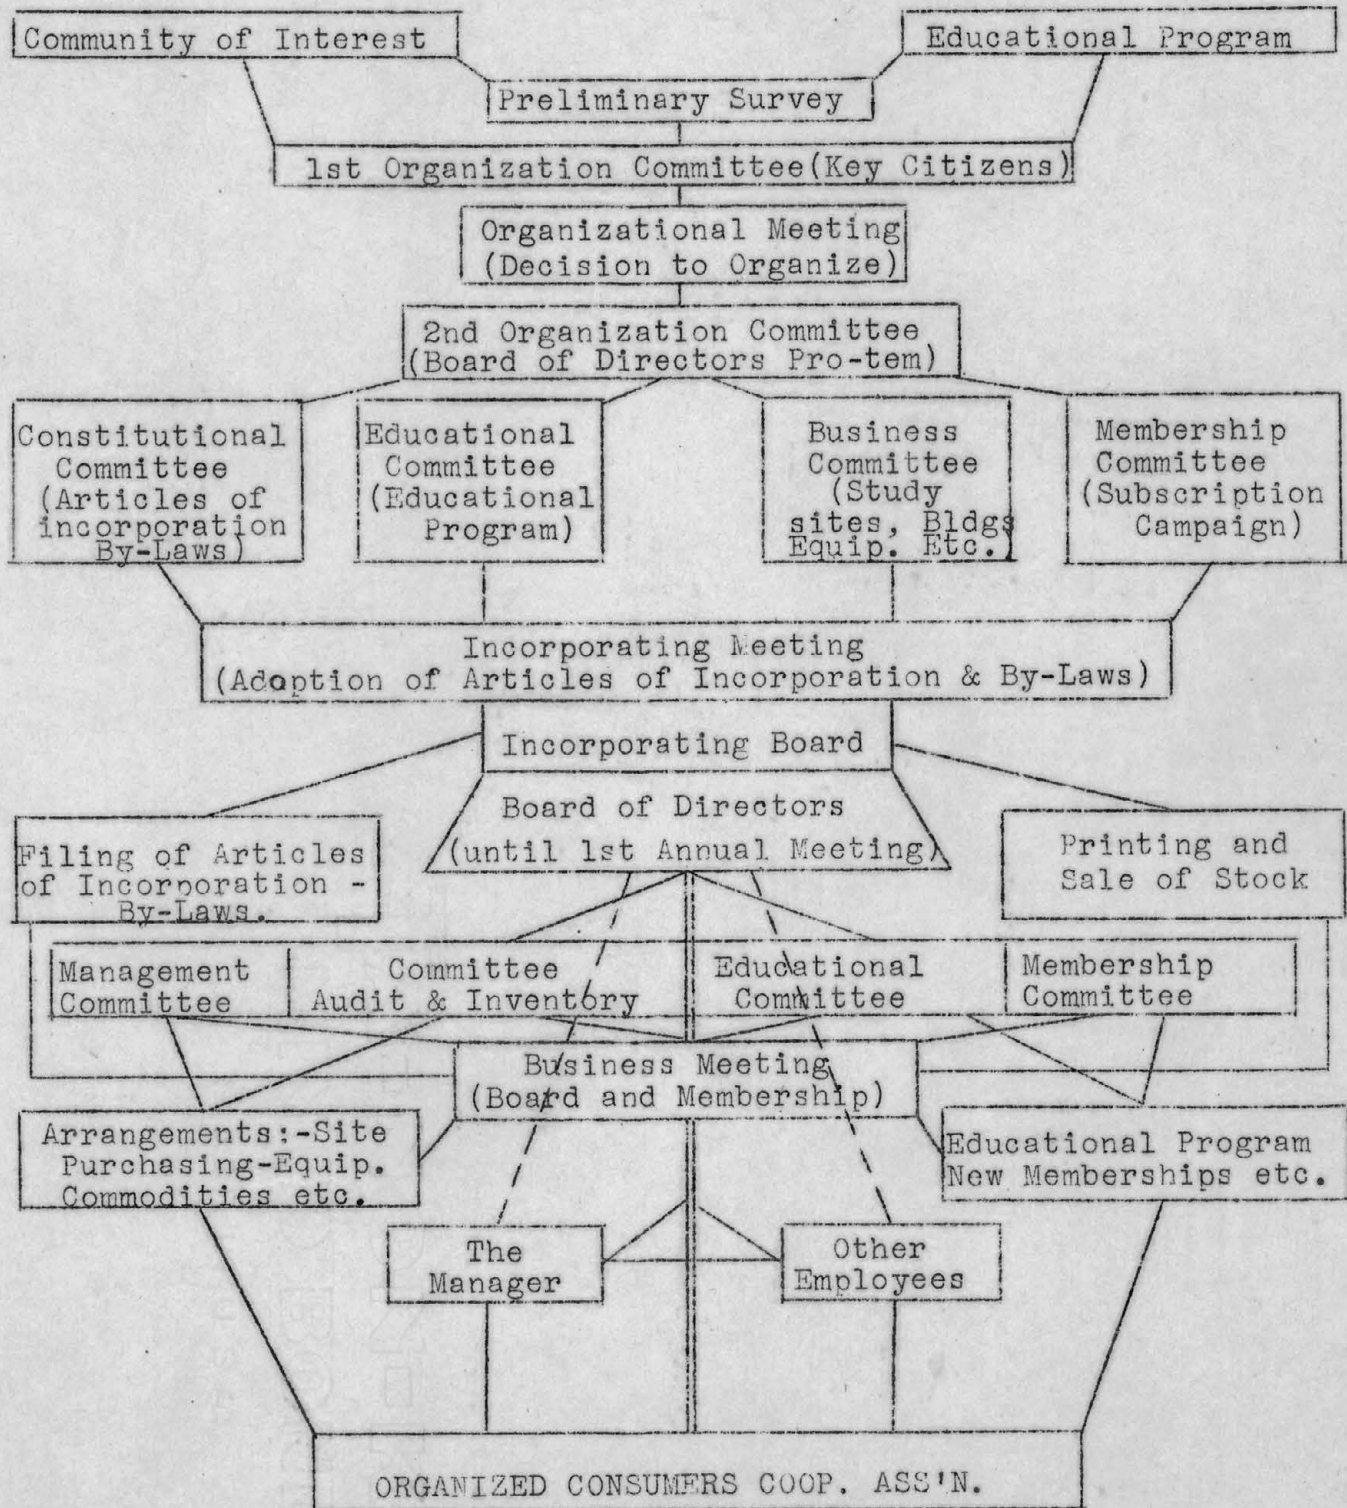 Community of Interest
Educational Program
Preliminary Survey
1st Organization Committee(Key Citizens)
Organizational Meeting
(Decision to Organize)
2nd Organization Committee
(Board of Directors Pro-tem)
Constitutional
Committee
(Articles of
incorporation
By-Laws)
Educational
Committee
(Educational
Program)
Business
Committee
(Study
sites, Bldgs
Equip. Etc.)
Membership
Committee
(Subscription
Campaign)
Incorporating Meeting
(Adoption of Articles of Incorporation & By-Laws)
Incorporating Board
Board of Directors
(until 1st Annual Meeting)
Filing of Articles
of Incorporation -
By-Laws.
Printing and
Sale of Stock
Management
Committee
Committee
Audit & Inventory
Educational
Committee
Membership
Committee
Business Meeting
(Board and Membership)
Arrangements:-Site
Purchasing-Equip.
Commodities etc.
Educational Program
New Memberships etc.
The
Manager
Other
Employees
ORGANIZED CONSUMERS COOP. ASS'N.